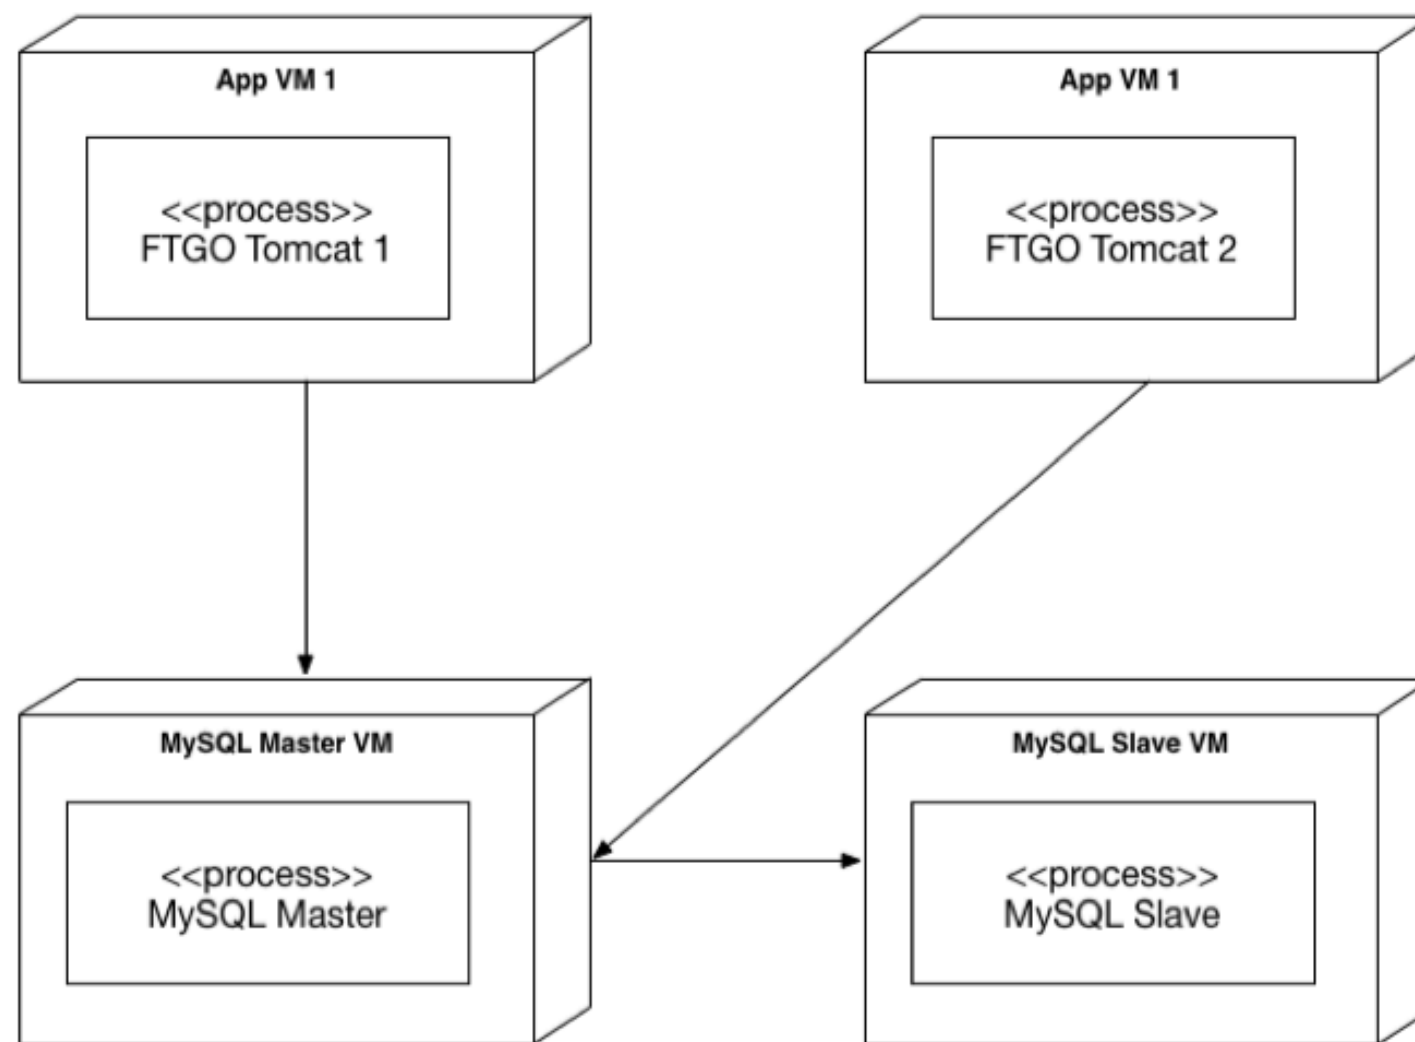 App VM 1
<<process>>
FTGO Tomcat 1
App VM 1
<<process>>
FTGO Tomcat 2
MySQL Master VM
<<process>>
MySQL Master
MySQL Slave VM
<<process>>
MySQL Slave